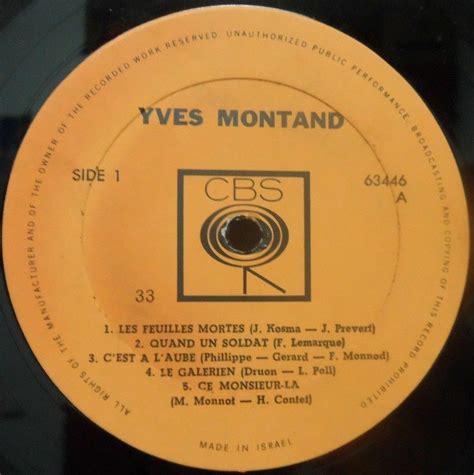 ALL RIGHTS OF THE MANUFACTURER AND OF THE OWNER OF THE RECORDED WORK RESERVED. UNAUTHORIZED PUBLIC PERFORMANCE, BROADCASTING AND COPYING OF THIS RECORD PROHIBITED
YVES MONTAND
SIDE 1
CBS
63446
A
33
1. LES FEUILLES MORTES (J. Kosma — J. Prevert)
2. QUAND UN SOLDAT (F. Lemarque)
3. C'EST A L'AUBE (Phillippe — Gerard — F. Monnod)
4. LE GALERIEN (Druon — L. Poll)
5. CE MONSIEUR-LA
(M. Monnot — H. Contet)
MADE IN ISRAEL